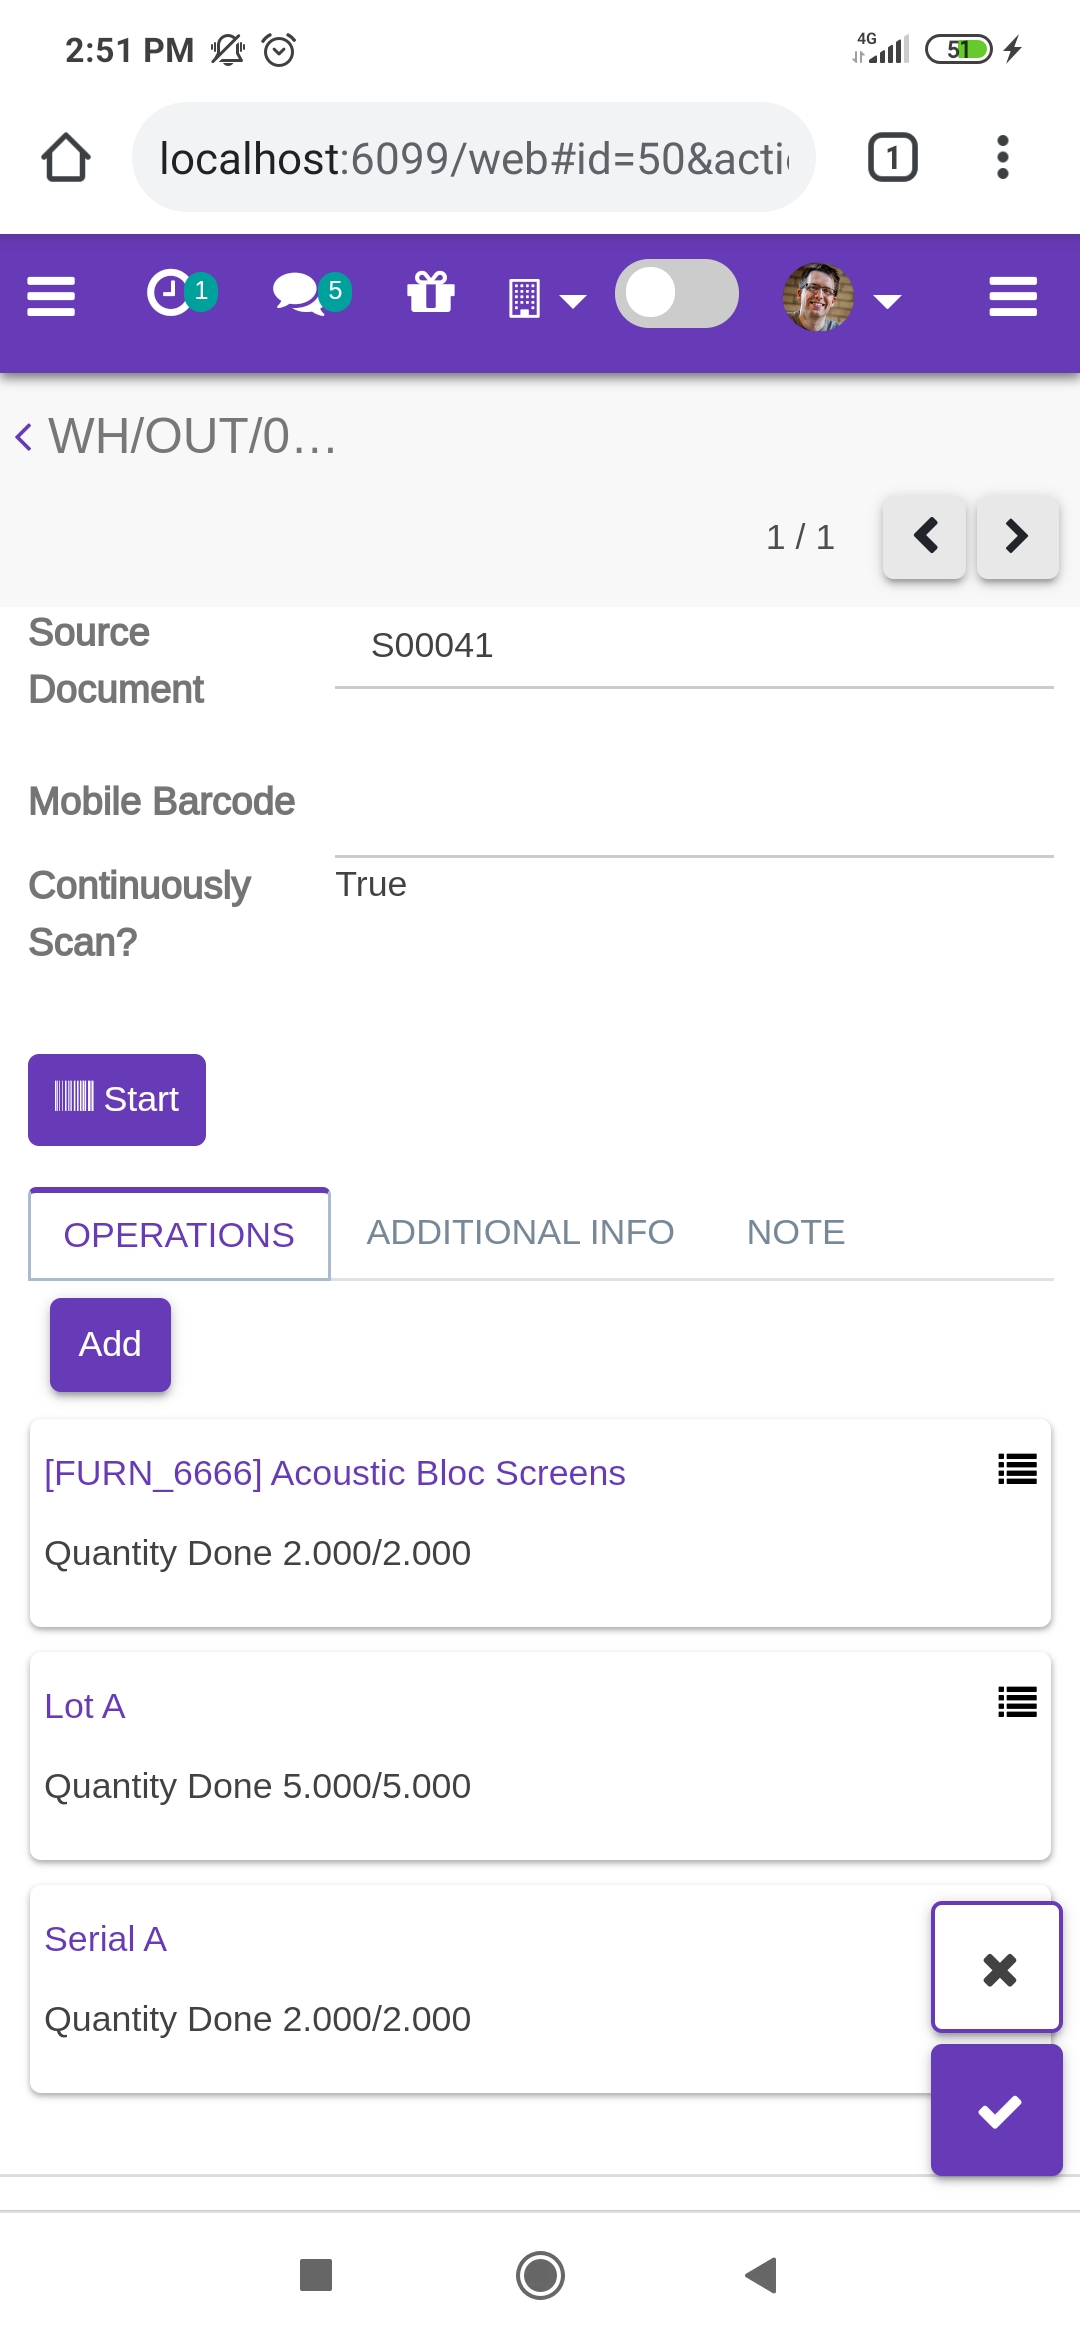 2:51 PM
4G
51
localhost:6099/web#id=50&acti
1
1
5
WH/OUT/0...
1 / 1
Source
Document
S00041
Mobile Barcode
Continuously
Scan?
True
Start
OPERATIONS
ADDITIONAL INFO
NOTE
Add
[FURN_6666] Acoustic Bloc Screens
Quantity Done 2.000/2.000
Lot A
Quantity Done 5.000/5.000
Serial A
Quantity Done 2.000/2.000